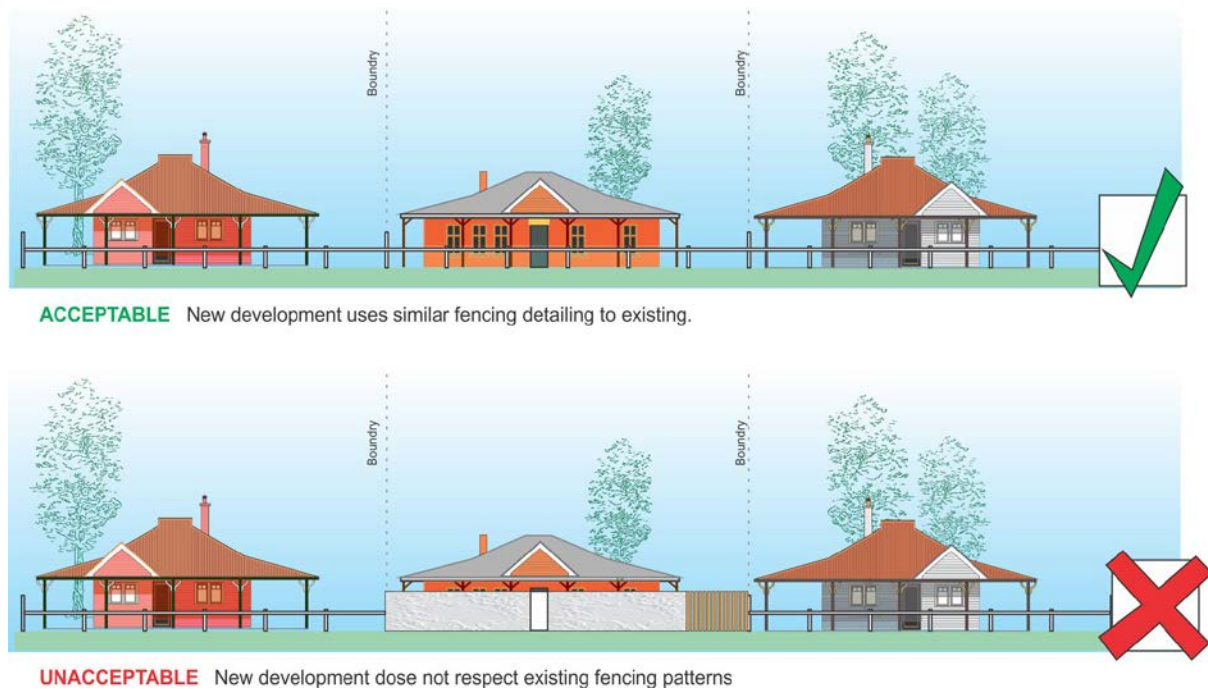 Boundry
Boundry
ACCEPTABLE New development uses similar fencing detailing to existing.
Boundry
Boundry
UNACCEPTABLE New development dose not respect existing fencing patterns